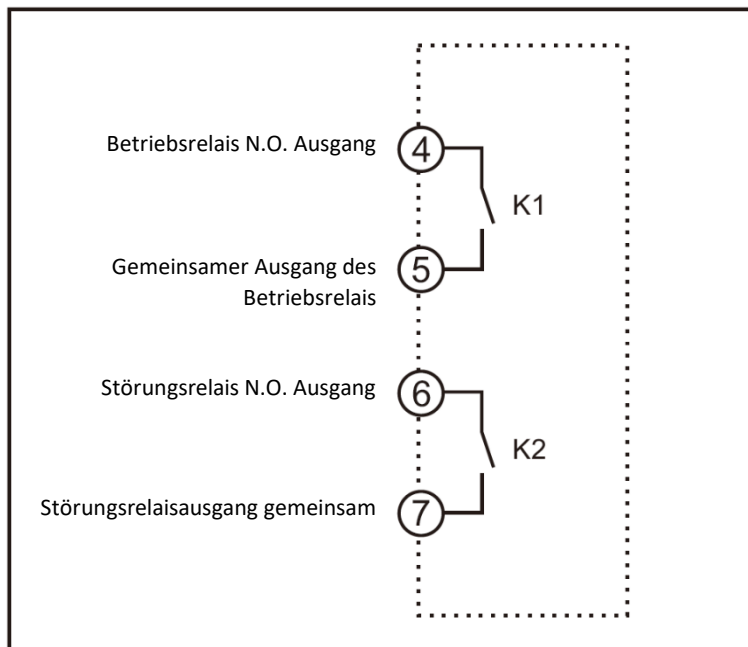 Betriebsrelais N.O. Ausgang
4
K1
Gemeinsamer Ausgang des
Betriebsrelais
5
Störungsrelais N.O. Ausgang
6
K2
Störungsrelaisausgang gemeinsam
7